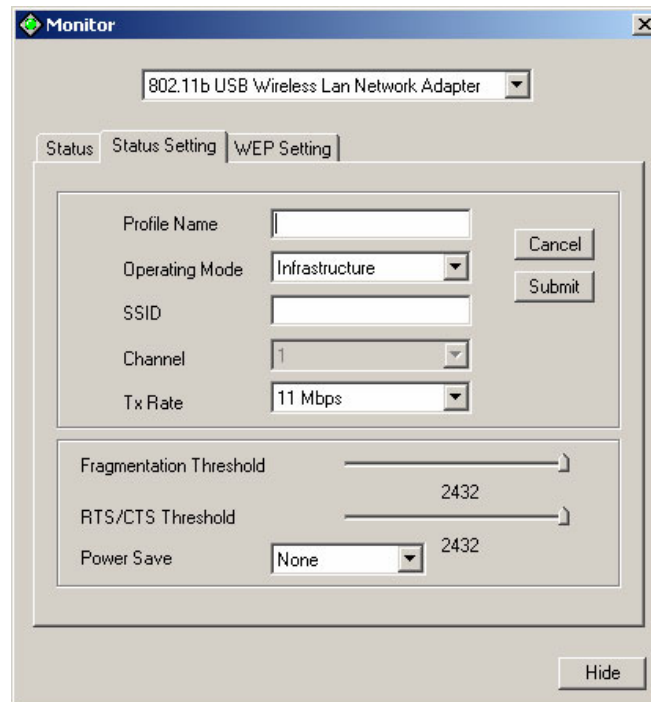 Monitor
802.11b USB Wireless Lan Network Adapter
Status Status Setting WEP Setting
Profile Name
Cancel
Operating Mode Infrastructure
Submit
SSID
Channel 1
Tx Rate 11 Mbps
Fragmentation Threshold
2432
RTS/CTS Threshold
2432
Power Save None
Hide